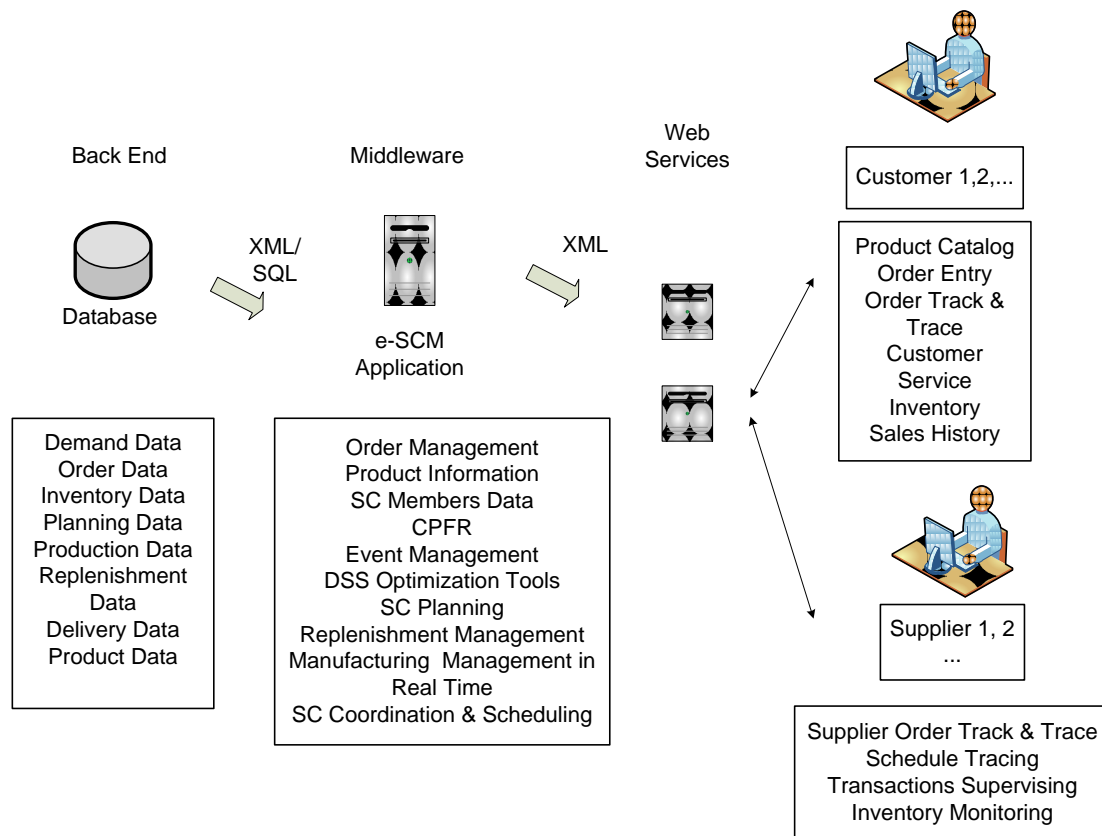 Back End
Database
XML/
SQL
Middleware
e-SCM
Application
XML
Web
Services
Demand Data
Order Data
Inventory Data
Planning Data
Production Data
Replenishment
Data
Delivery Data
Product Data
Order Management
Product Information
SC Members Data
CPFR
Event Management
DSS Optimization Tools
SC Planning
Replenishment Management
Manufacturing  Management in
Real Time
SC Coordination & Scheduling
Customer 1,2,...
Product Catalog
Order Entry
Order Track &
Trace
Customer
Service
Inventory
Sales History
Supplier 1, 2
...
Supplier Order Track & Trace
Schedule Tracing
Transactions Supervising
Inventory Monitoring